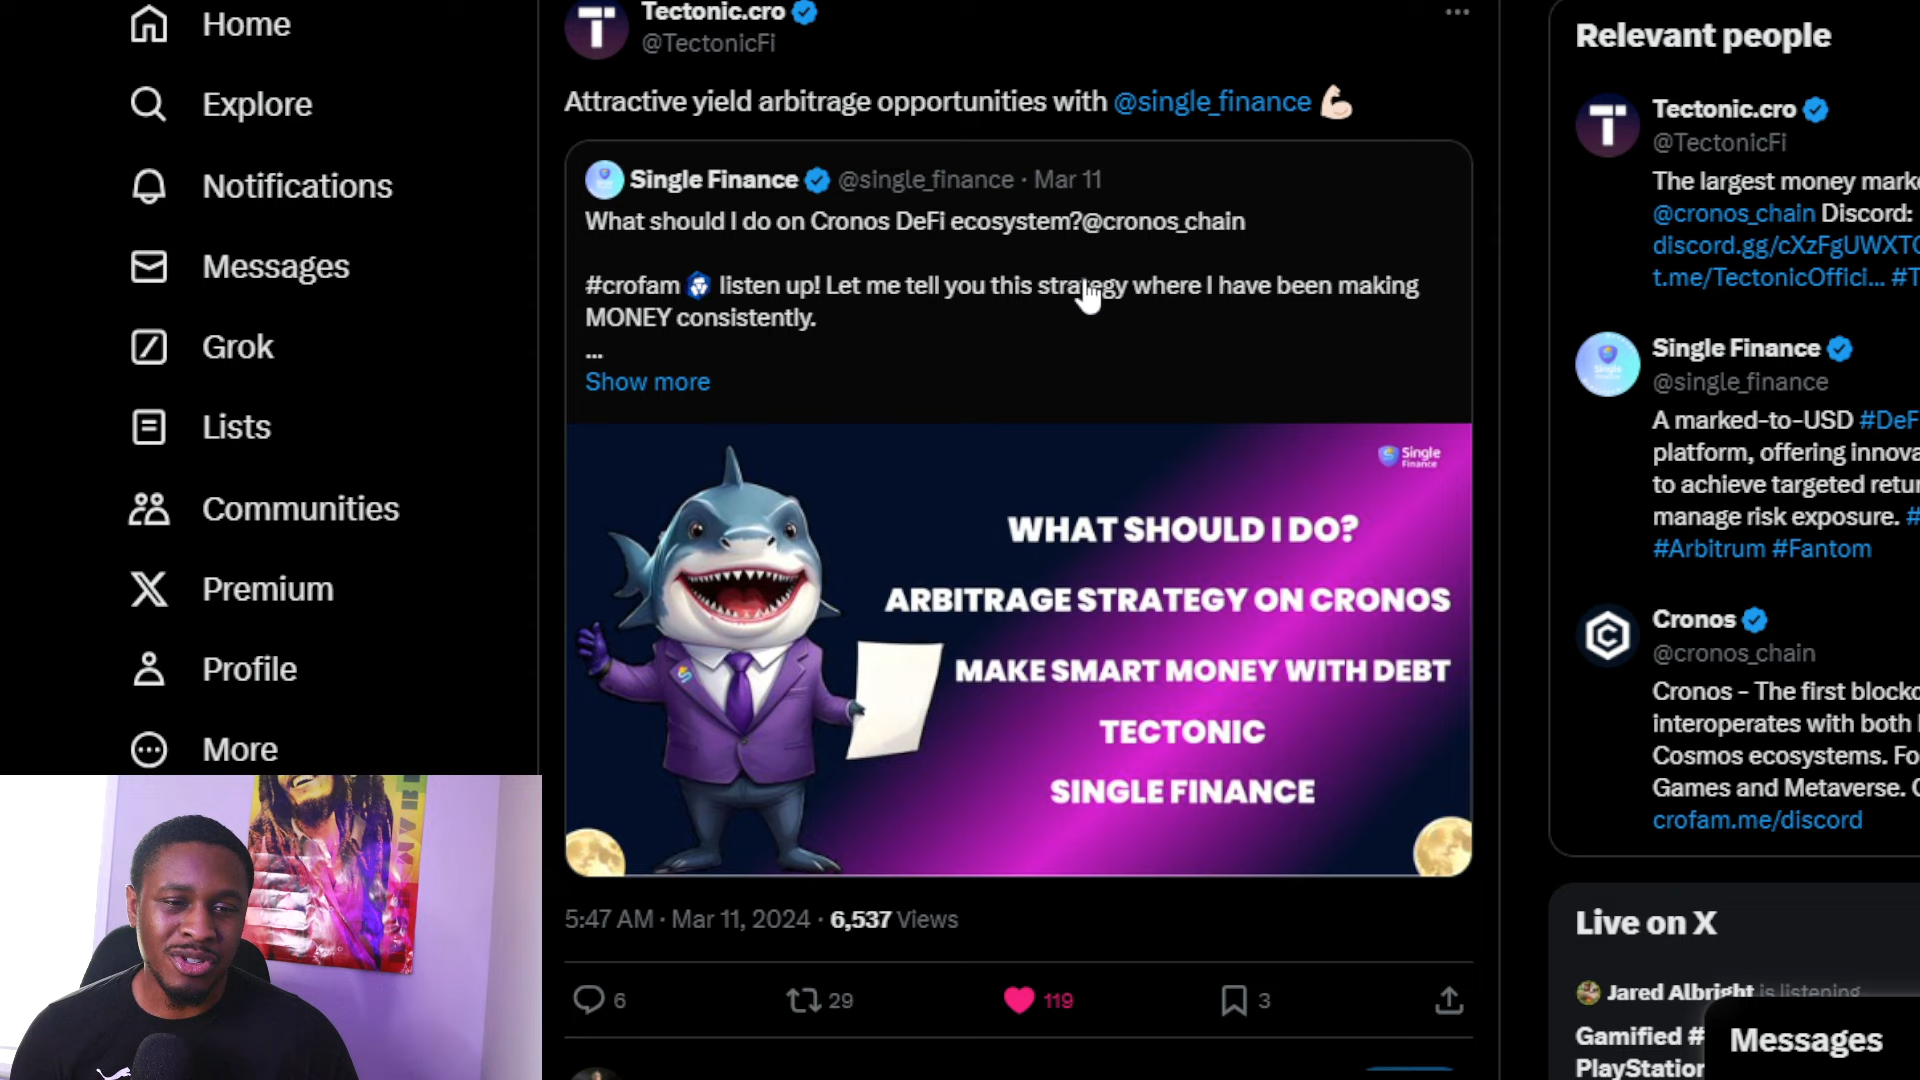 Home
Explore
Notifications
Messages
Grok
Lists
Communities
Premium
Profile
More
Tectonic.cro
@TectonicFi
Attractive yield arbitrage opportunities with @single_finance
Single Finance @single_finance · Mar 11
What should I do on Cronos DeFi ecosystem?@cronos_chain
#crofam listen up! Let me tell you this strategy where I have been making
MONEY consistently.
...
Show more
Single
Finance
WHAT SHOULD I DO?
ARBITRAGE STRATEGY ON CRONOS
MAKE SMART MONEY WITH DEBT
TECTONIC
SINGLE FINANCE
5:47 AM · Mar 11, 2024 · 6,537 Views
6 29 119 3
Relevant people
Tectonic.cro
@TectonicFi
The largest money mark
@cronos_chain Discord:
discord.gg/cXzFgUWXT
t.me/TectonicOffici... #T
Single Finance
@single_finance
A marked-to-USD #DeF
platform, offering innova
to achieve targeted retur
manage risk exposure. #
#Arbitrum #Fantom
Cronos
@cronos_chain
Cronos - The first blockc
interoperates with both
Cosmos ecosystems. Fo
Games and Metaverse.
crofam.me/discord
Live on X
Jared Albright is listening
Gamified #
PlayStation
Messages